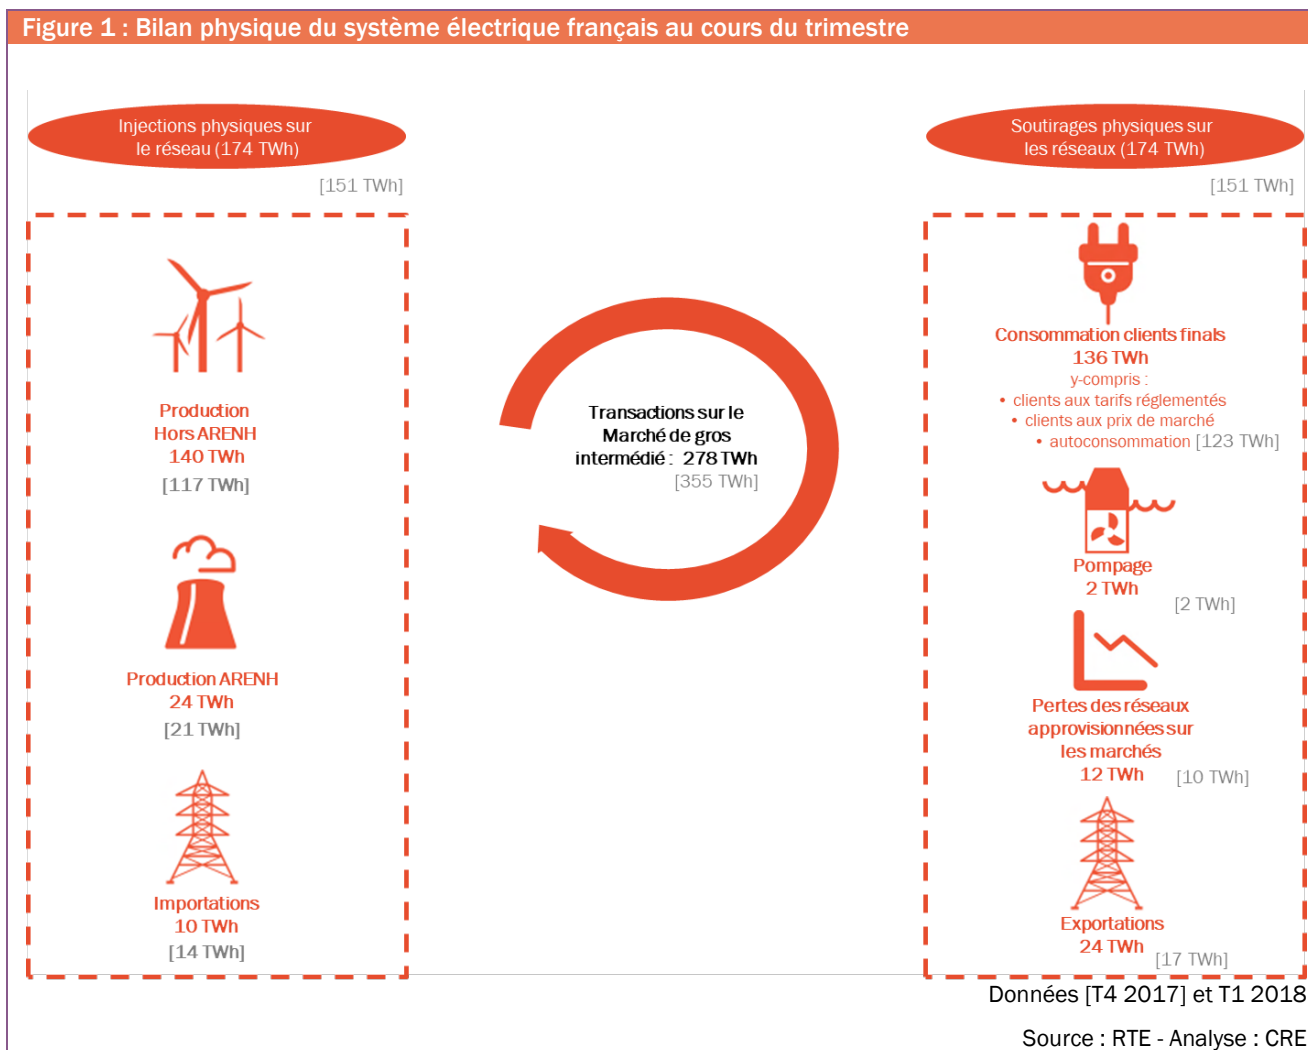 Figure 1 : Bilan physique du système électrique français au cours du trimestre
Injections physiques sur
le réseau (174 TWh)
[151 TWh]
Production
Hors ARENH
140 TWh
[117 TWh]
Production ARENH
24 TWh
[21 TWh]
Importations
10 TWh
[14 TWh]
Transactions sur le
Marché de gros
intermédié : 278 TWh
[355 TWh]
Soutirages physiques sur
les réseaux (174 TWh)
[151 TWh]
Consommation clients finals
136 TWh
y-compris :
• clients aux tarifs réglementés
• clients aux prix de marché
• autoconsommation [123 TWh]
Pompage
2 TWh
[2 TWh]
Pertes des réseaux
approvisionnées sur
les marchés
12 TWh [10 TWh]
Exportations
24 TWh
[17 TWh]
Données [T4 2017] et T1 2018
Source : RTE - Analyse : CRE